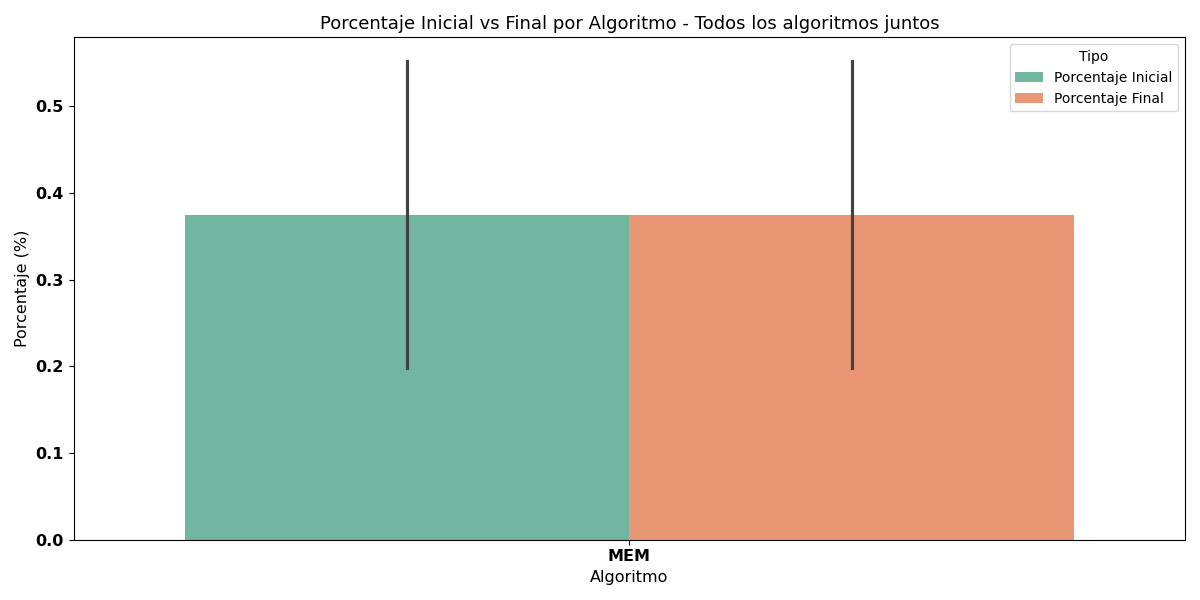 Porcentaje Inicial vs Final por Algoritmo - Todos los algoritmos juntos
Tipo
Porcentaje Inicial
Porcentaje Final
Porcentaje (%)
0.5
0.4
0.3
0.2
0.1
0.0
MEM
Algoritmo